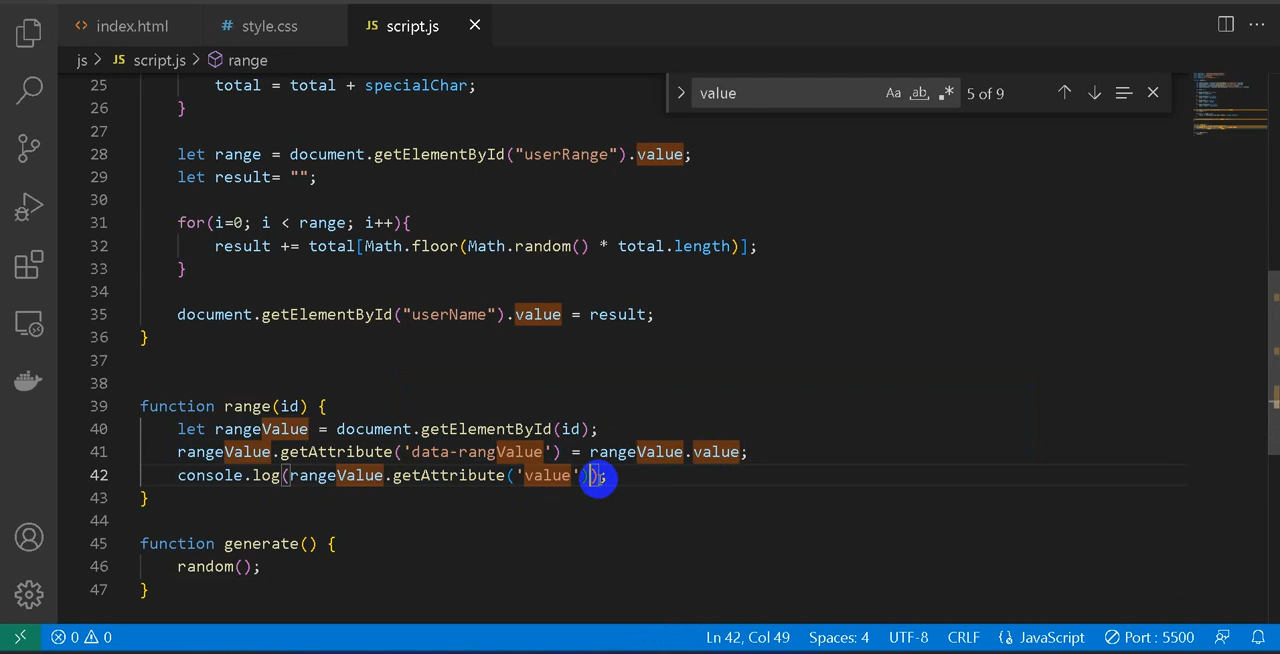 index.html
# style.css
JS script.js
js > JS script.js > range
value
Aa ab .* 5 of 9
25 total = total + specialChar;
26 }
27
28 let range = document.getElementById("userRange").value;
29 let result= "";
30
31 for(i=0; i < range; i++){
32 result += total[Math.floor(Math.random() * total.length)];
33 }
34
35 document.getElementById("userName").value = result;
36 }
37
38
39 function range(id) {
40 let rangeValue = document.getElementById(id);
41 rangeValue.getAttribute('data-rangValue') = rangeValue.value;
42 console.log(rangeValue.getAttribute('value'));
43 }
44
45 function generate() {
46 random();
47 }
0 0
Ln 42, Col 49 Spaces: 4 UTF-8 CRLF JavaScript Port : 5500